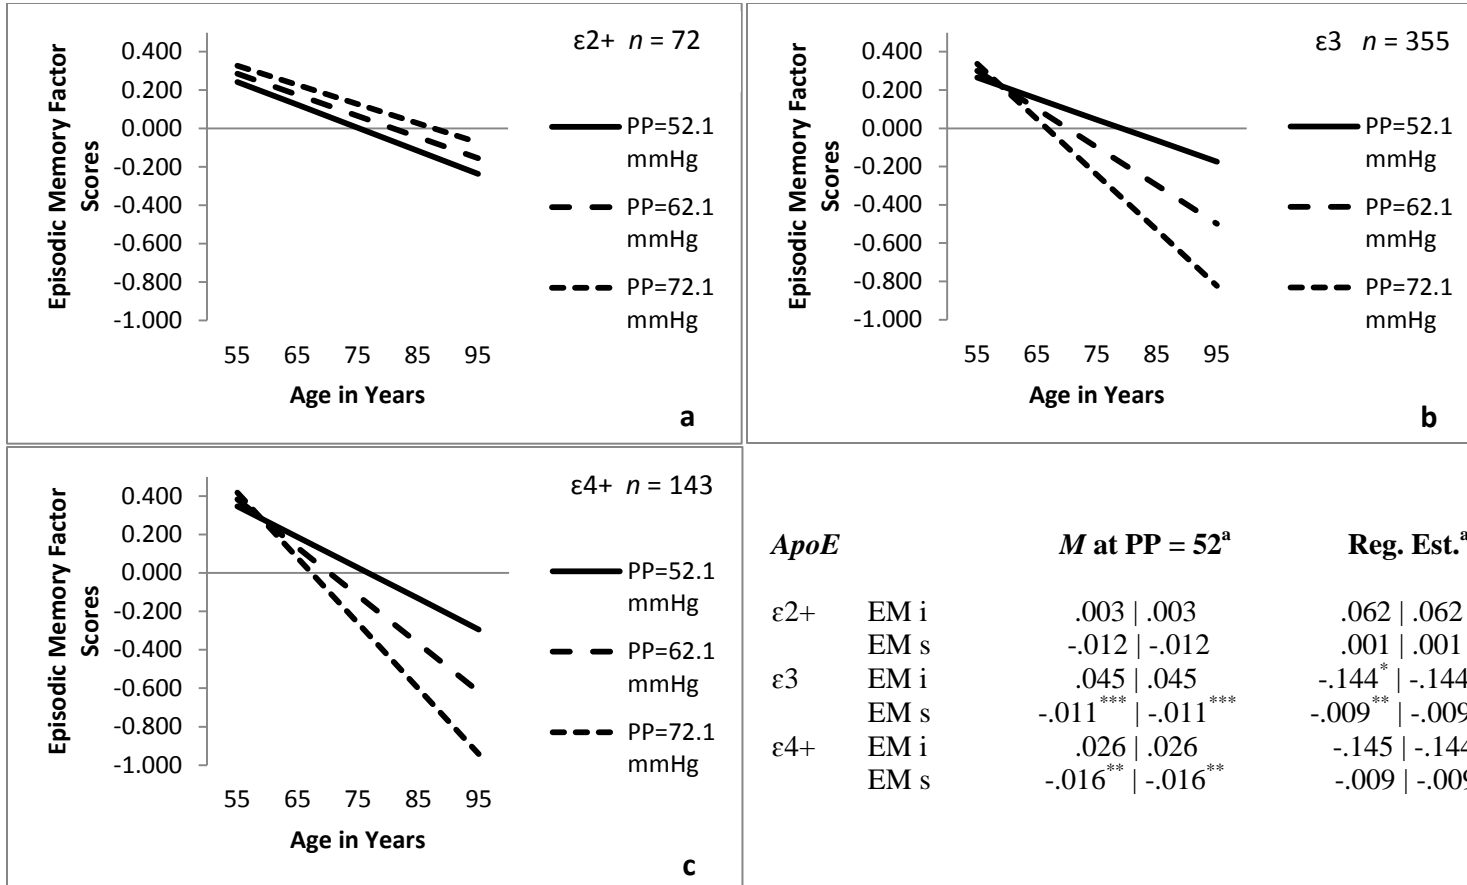 ε2+ n = 72
0.400
0.200
0.000
-0.200
-0.400
-0.600
-0.800
-1.000
Episodic Memory Factor
Scores
55 65 75 85 95
Age in Years
PP=52.1
mmHg
PP=62.1
mmHg
PP=72.1
mmHg
a
ε3 n = 355
0.400
0.200
0.000
-0.200
-0.400
-0.600
-0.800
-1.000
Episodic Memory Factor
Scores
55 65 75 85 95
Age in Years
PP=52.1
mmHg
PP=62.1
mmHg
PP=72.1
mmHg
b
ε4+ n = 143
0.400
0.200
0.000
-0.200
-0.400
-0.600
-0.800
-1.000
Episodic Memory Factor
Scores
55 65 75 85 95
Age in Years
PP=52.1
mmHg
PP=62.1
mmHg
PP=72.1
mmHg
c
ApoE M at PP = 52a Reg. Est.a
ε2+ EM i .003 | .003 .062 | .062
EM s -.012 | -.012 .001 | .001
ε3 EM i .045 | .045 -.144* | -.144
EM s -.011*** | -.011*** -.009** | -.009
ε4+ EM i .026 | .026 -.145 | -.144
EM s -.016** | -.016** -.009 | -.009